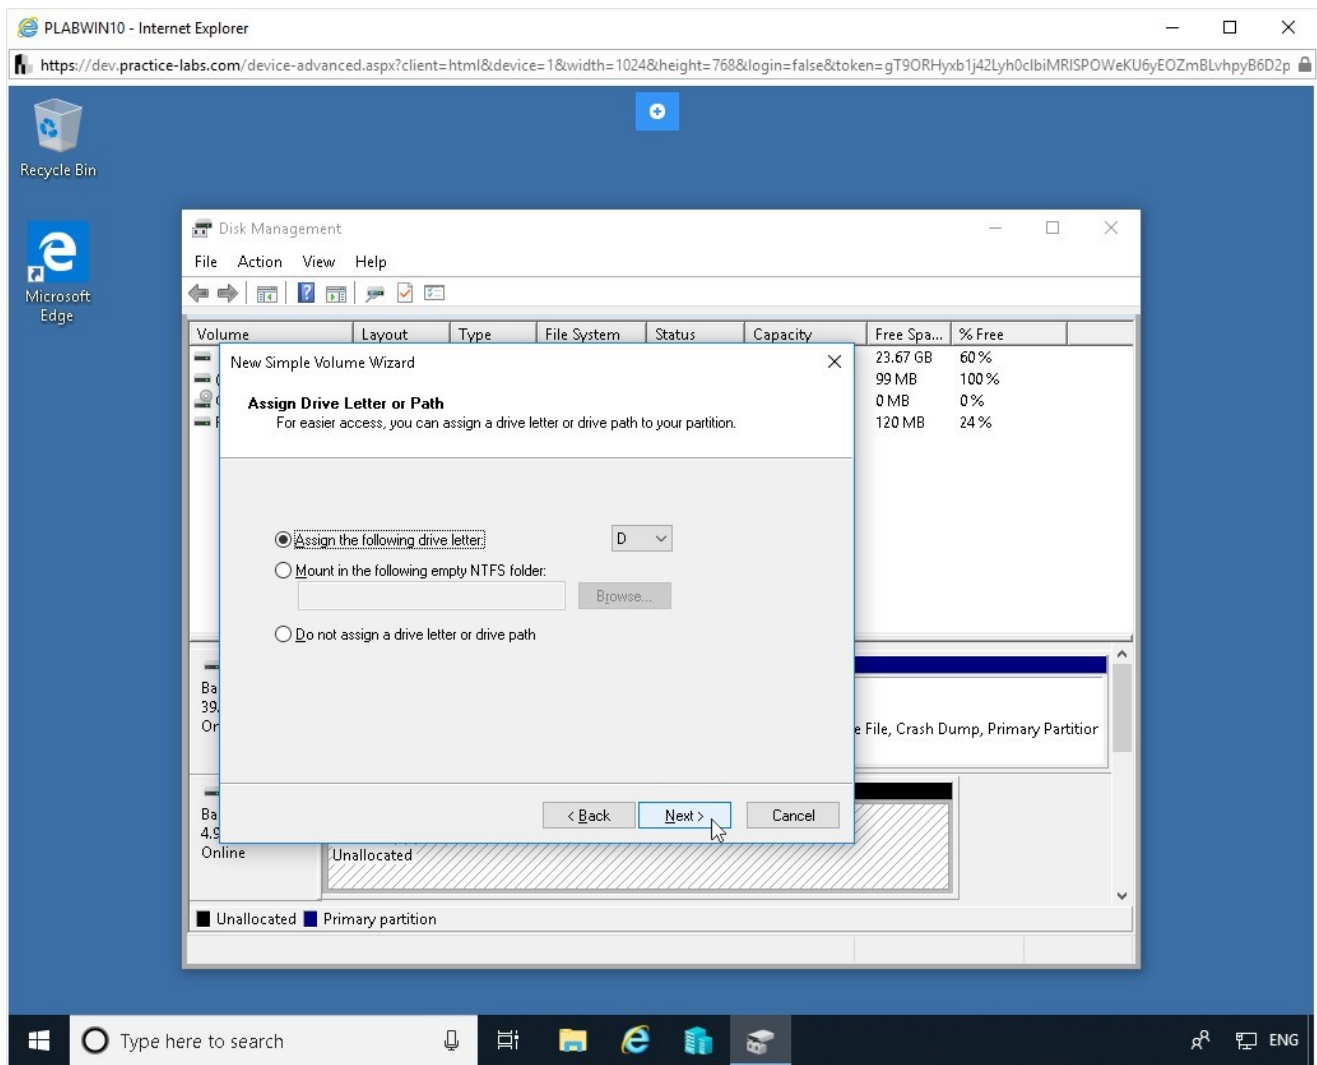 PLABWIN10 - Internet Explorer
https://dev.practice-labs.com/device-advanced.aspx?client=html&device=1&width=1024&height=768&login=false&token=gT9ORHyxb1j42Lyh0clbiMRISPOWeKU6yEOZmBLvhpyB6D2p
Recycle Bin
Microsoft
Edge
Disk Management
File Action View Help
Volume Layout Type File System Status Capacity Free Spa... % Free
23.67 GB 60 %
99 MB 100 %
0 MB 0 %
120 MB 24 %
New Simple Volume Wizard
Assign Drive Letter or Path
For easier access, you can assign a drive letter or drive path to your partition.
Assign the following drive letter: D
Mount in the following empty NTFS folder:
Browse...
Do not assign a drive letter or drive path
< Back Next > Cancel
Ba
39.
On
e File, Crash Dump, Primary Partition
Ba
4.9
Online
Unallocated
Unallocated Primary partition
Type here to search
ENG